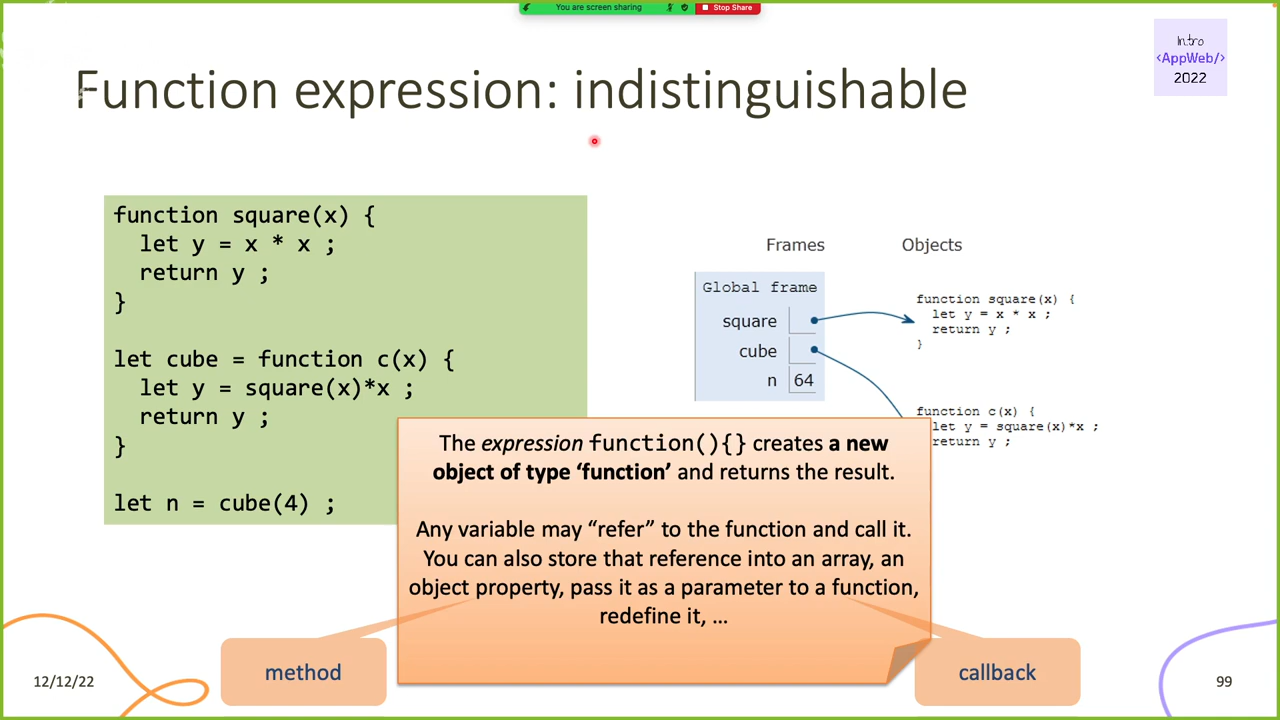 You are screen sharing
Stop Share
Intro
<AppWeb/>
2022
Function expression: indistinguishable
function square(x) {
let y = x * x ;
return y ;
}
let cube = function c(x) {
let y = square(x)*x ;
return y ;
}
let n = cube(4) ;
Frames
Objects
Global frame
square
cube
n 64
function square(x) {
let y = x * x ;
return y ;
}
function c(x) {
let y = square(x)*x ;
return y ;
The expression function(){} creates a new
object of type ‘function’ and returns the result.
Any variable may “refer” to the function and call it.
You can also store that reference into an array, an
object property, pass it as a parameter to a function,
redefine it, …
method
callback
12/12/22
99